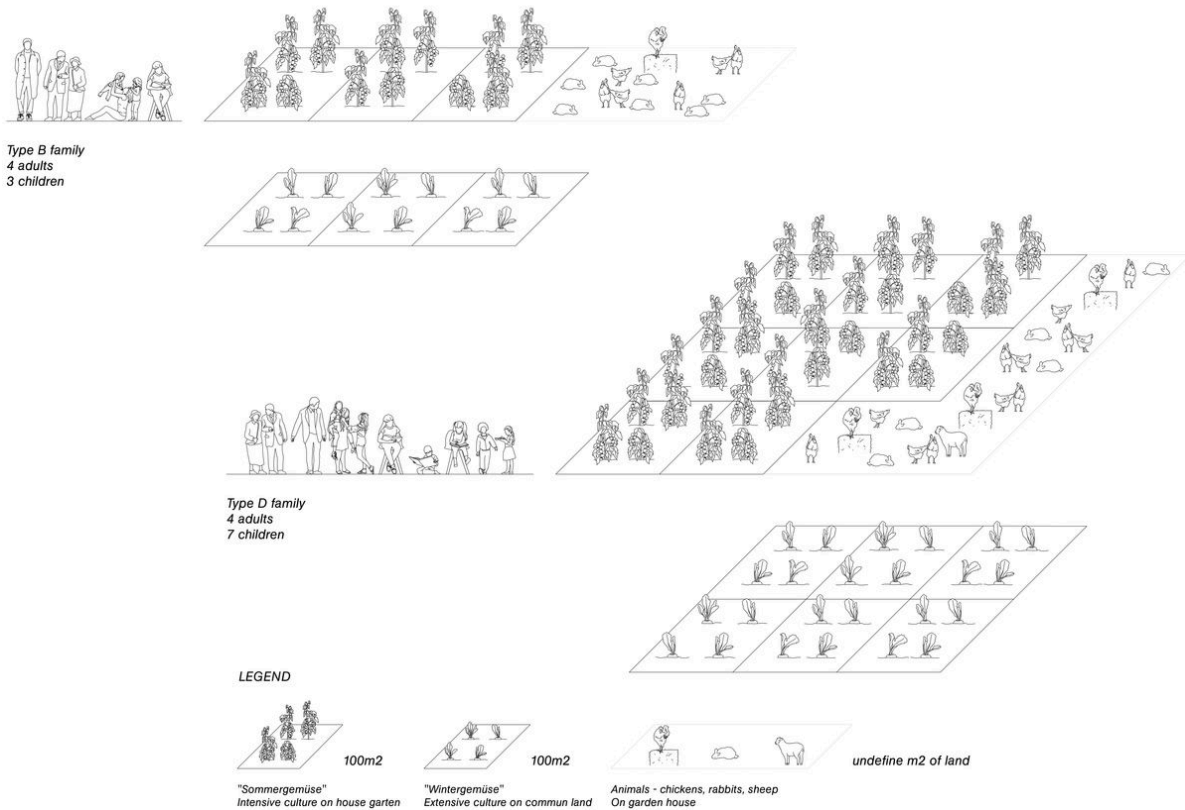 Type B family
4 adults
3 children
Type D family
4 adults
7 children
LEGEND
100m2
100m2
undefine m2 of land
"Sommergemüse"
Intensive culture on house garten
"Wintergemüse"
Extensive culture on commun land
Animals - chickens, rabbits, sheep
On garden house